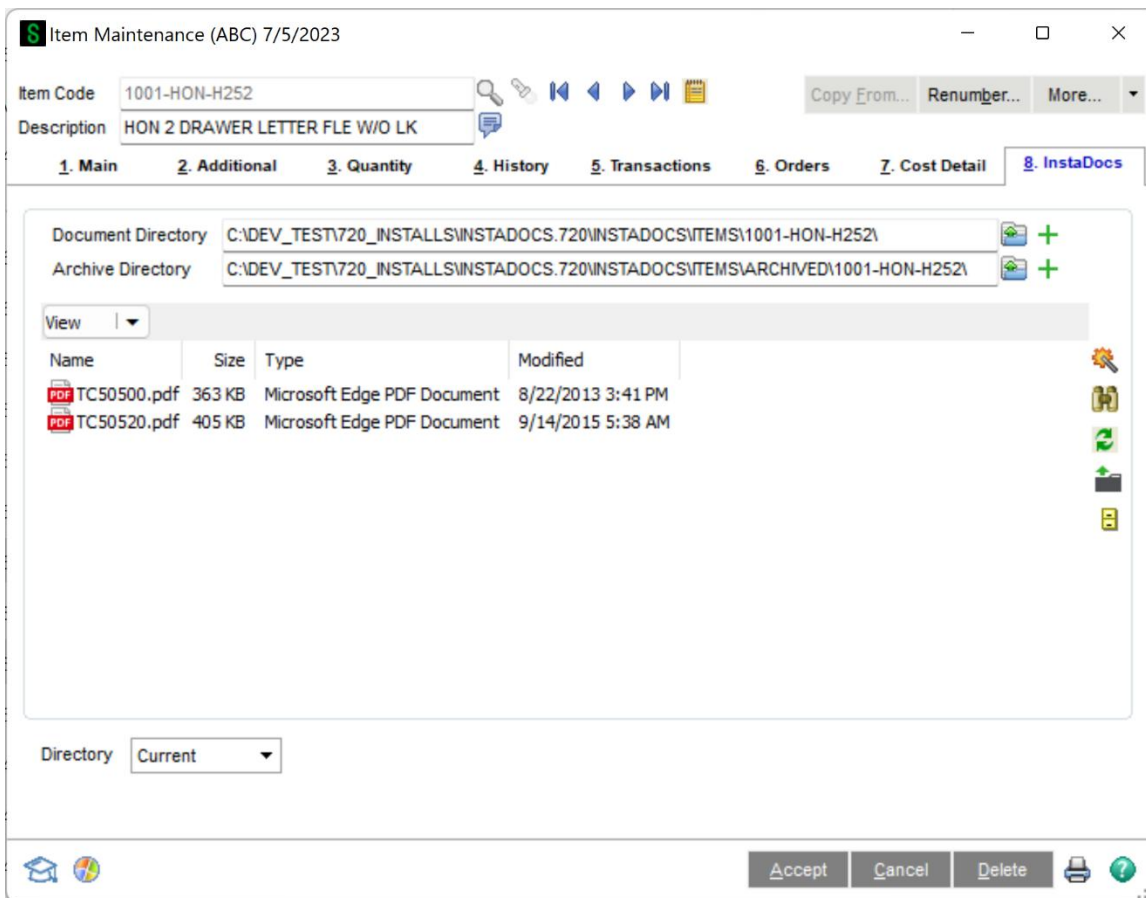 Item Maintenance (ABC) 7/5/2023
Item Code 1001-HON-H252 Copy From... Renumber... More...
Description HON 2 DRAWER LETTER FLE W/O LK
1. Main 2. Additional 3. Quantity 4. History 5. Transactions 6. Orders 7. Cost Detail 8. InstaDocs
Document Directory C:\DEV_TEST\720_INSTALLS\INSTADOCS.720\INSTADOCS\ITEMS\1001-HON-H252\
Archive Directory C:\DEV_TEST\720_INSTALLS\INSTADOCS.720\INSTADOCS\ITEMS\ARCHIVED\1001-HON-H252\
View
Name Size Type Modified
PDF TC50500.pdf 363 KB Microsoft Edge PDF Document 8/22/2013 3:41 PM
PDF TC50520.pdf 405 KB Microsoft Edge PDF Document 9/14/2015 5:38 AM
Directory Current
Accept Cancel Delete